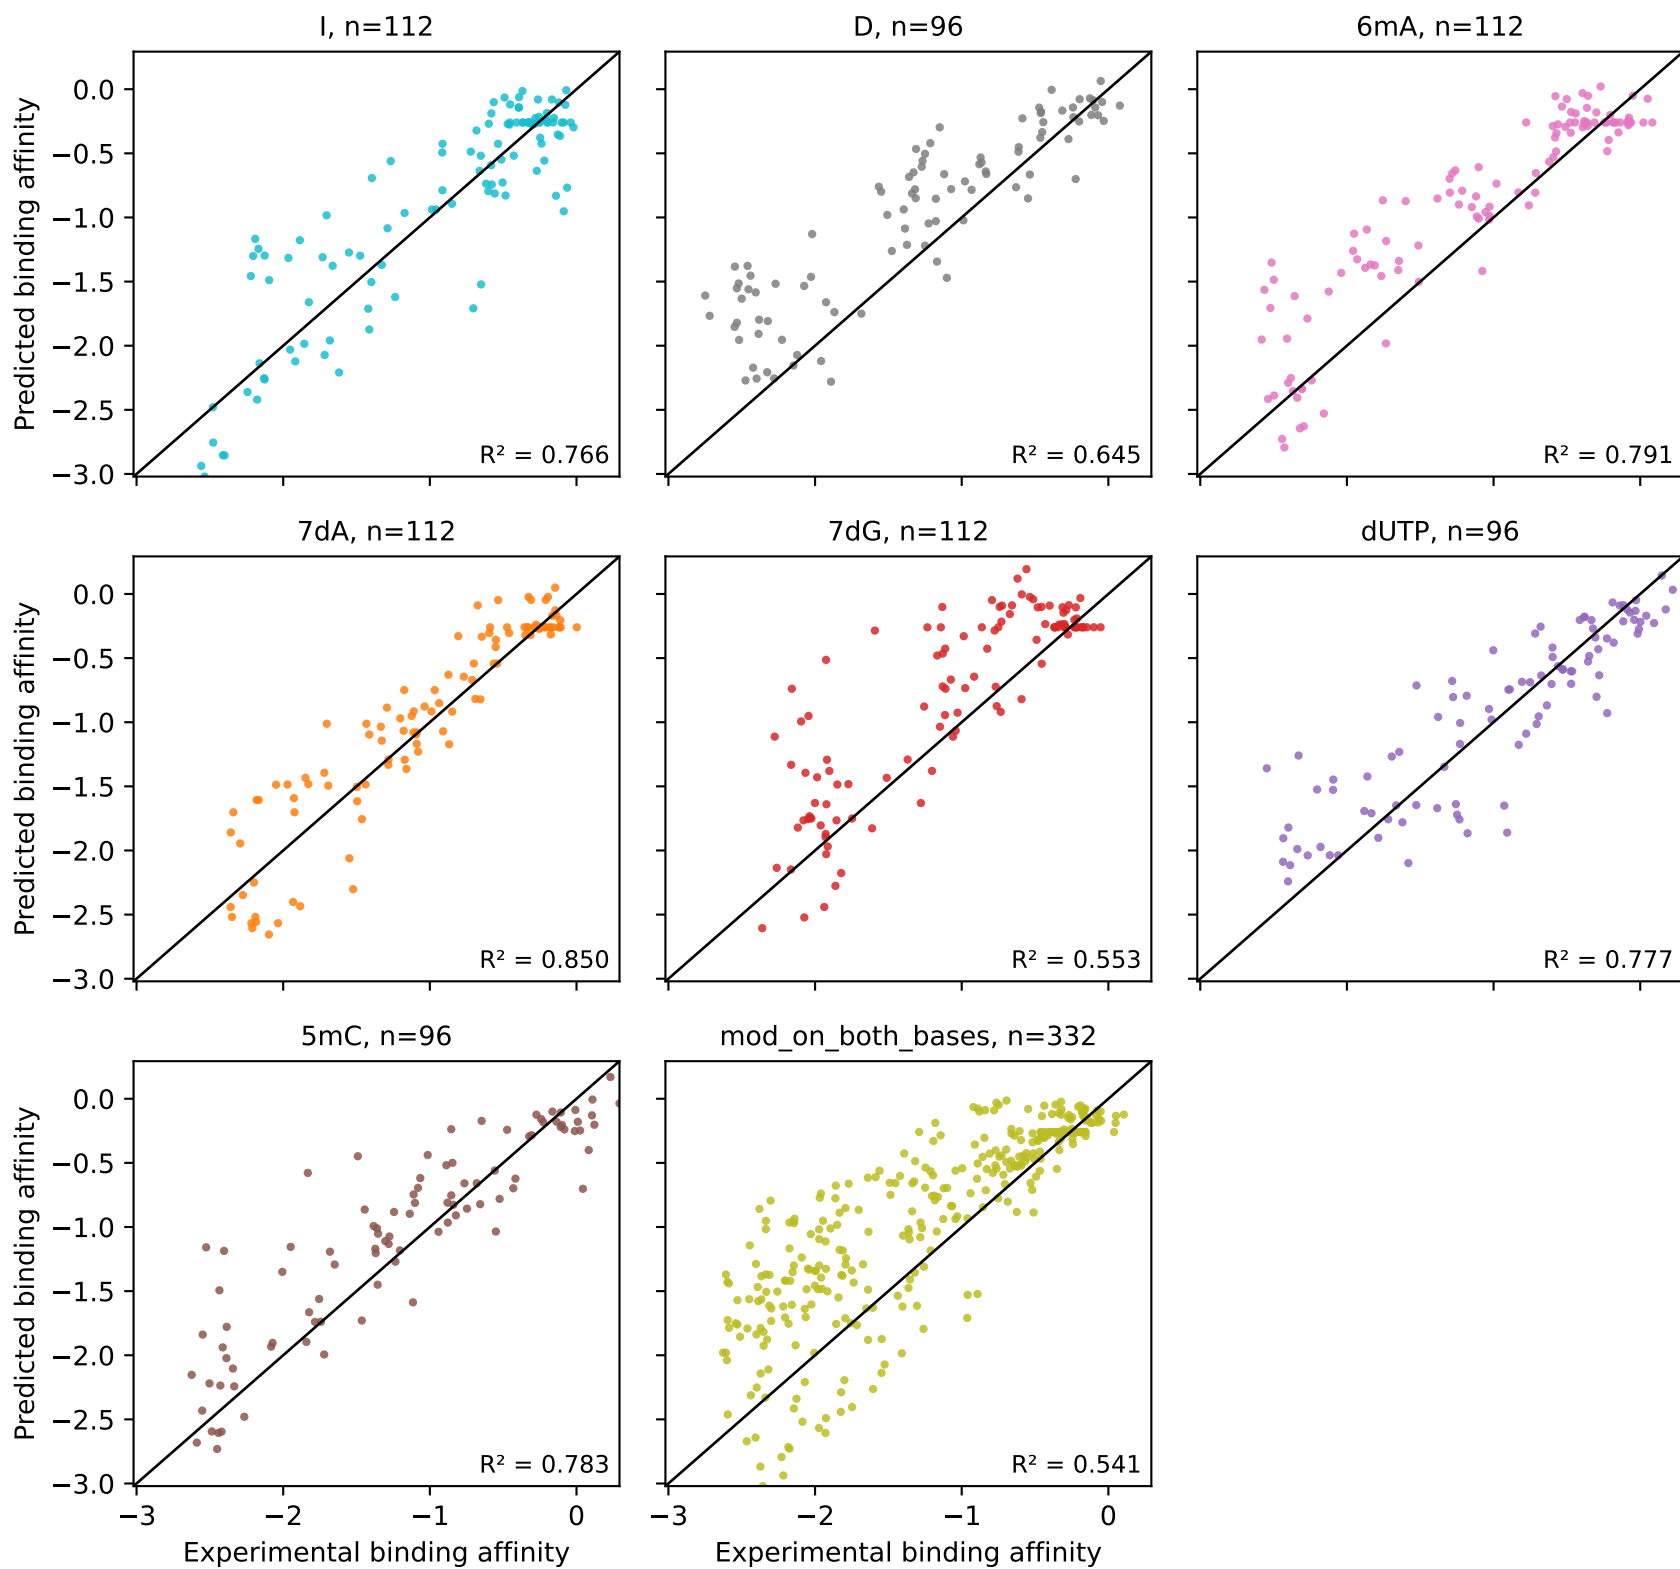 I, n=112
D, n=96
6mA, n=112
Predicted binding affinity
0.0
−0.5
−1.0
−1.5
−2.0
−2.5
−3.0
R² = 0.766
R² = 0.645
R² = 0.791
7dA, n=112
7dG, n=112
dUTP, n=96
Predicted binding affinity
0.0
−0.5
−1.0
−1.5
−2.0
−2.5
−3.0
R² = 0.850
R² = 0.553
R² = 0.777
5mC, n=96
mod_on_both_bases, n=332
Predicted binding affinity
0.0
−0.5
−1.0
−1.5
−2.0
−2.5
−3.0
R² = 0.783
R² = 0.541
−3 −2 −1 0
−3 −2 −1 0
Experimental binding affinity
Experimental binding affinity